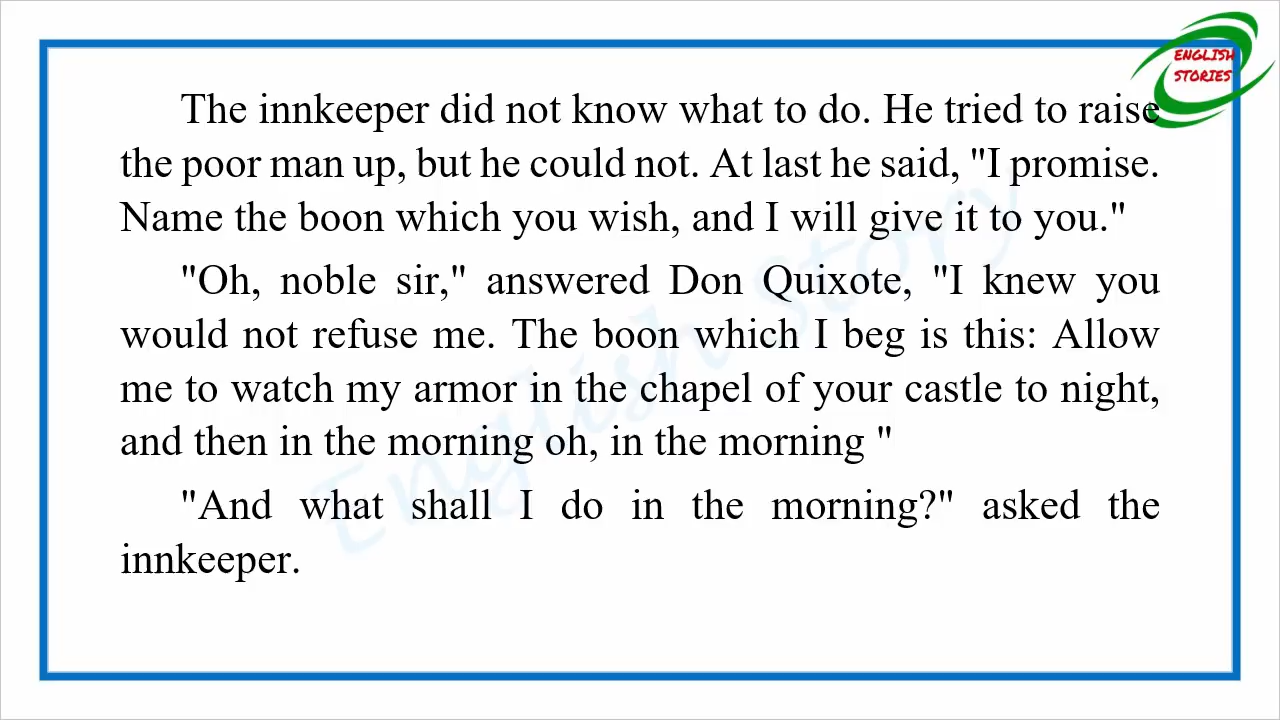 ENGLISH
STORIES
The innkeeper did not know what to do. He tried to raise
the poor man up, but he could not. At last he said, "I promise.
Name the boon which you wish, and I will give it to you."
"Oh, noble sir," answered Don Quixote, "I knew you
would not refuse me. The boon which I beg is this: Allow
me to watch my armor in the chapel of your castle to night,
and then in the morning oh, in the morning "
"And what shall I do in the morning?" asked the
innkeeper.
English Story